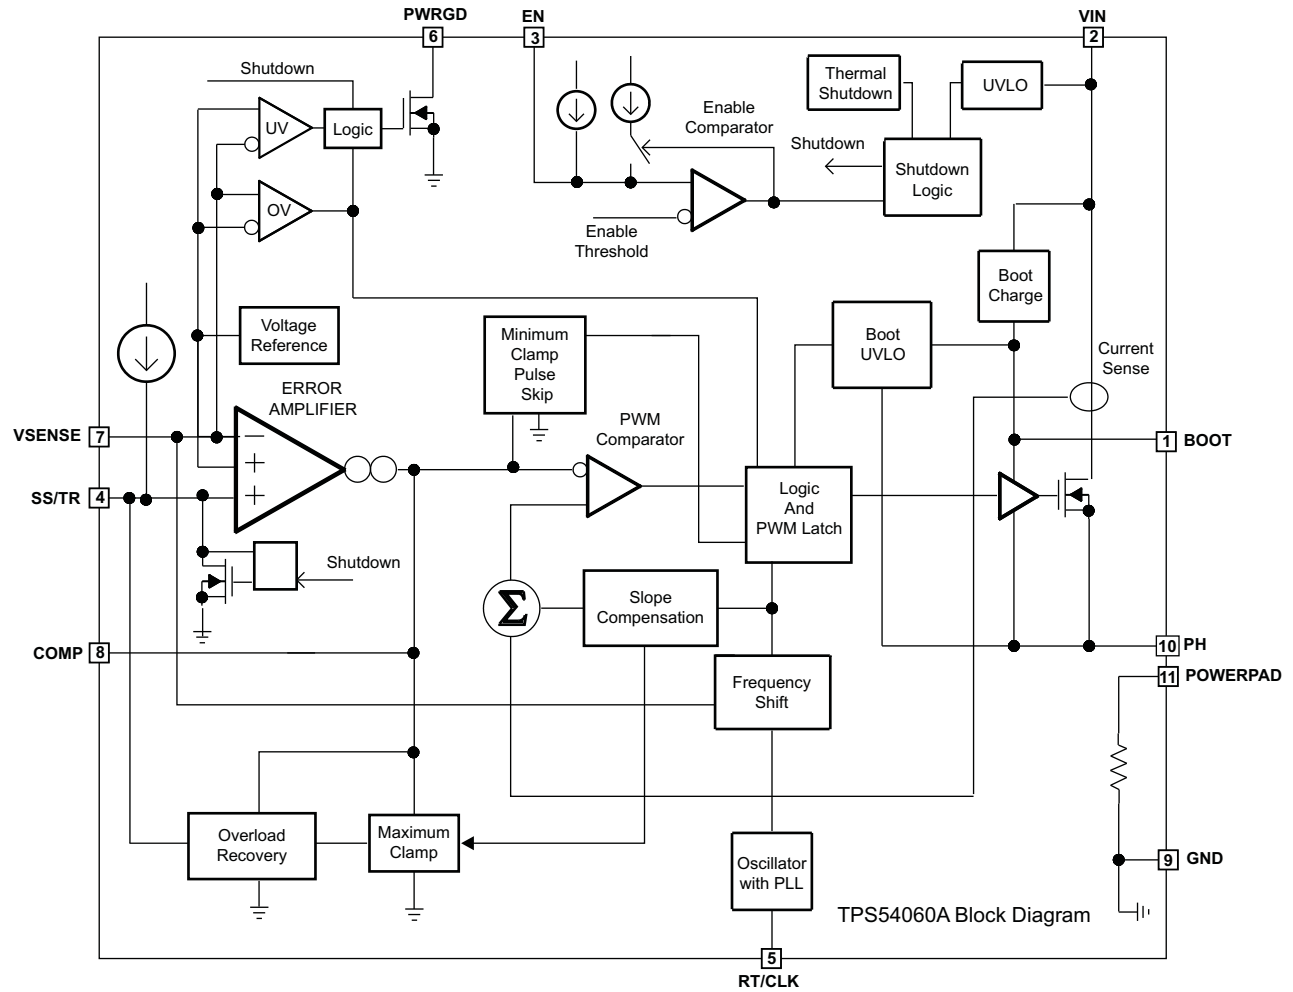 PWRGD
6
EN
3
VIN
2
Shutdown
UV
Logic
OV
Enable
Comparator
Enable
Threshold
Thermal
Shutdown
UVLO
Shutdown
Shutdown
Logic
Boot
Charge
Voltage
Reference
Minimum
Clamp
Pulse
Skip
Boot
UVLO
Current
Sense
ERROR
AMPLIFIER
PWM
Comparator
VSENSE 7
−
+
+
SS/TR 4
1 BOOT
Logic
And
PWM Latch
Shutdown
Σ
Slope
Compensation
COMP 8
10 PH
11 POWERPAD
Frequency
Shift
Overload
Recovery
Maximum
Clamp
Oscillator
with PLL
9 GND
TPS54060A Block Diagram
5
RT/CLK